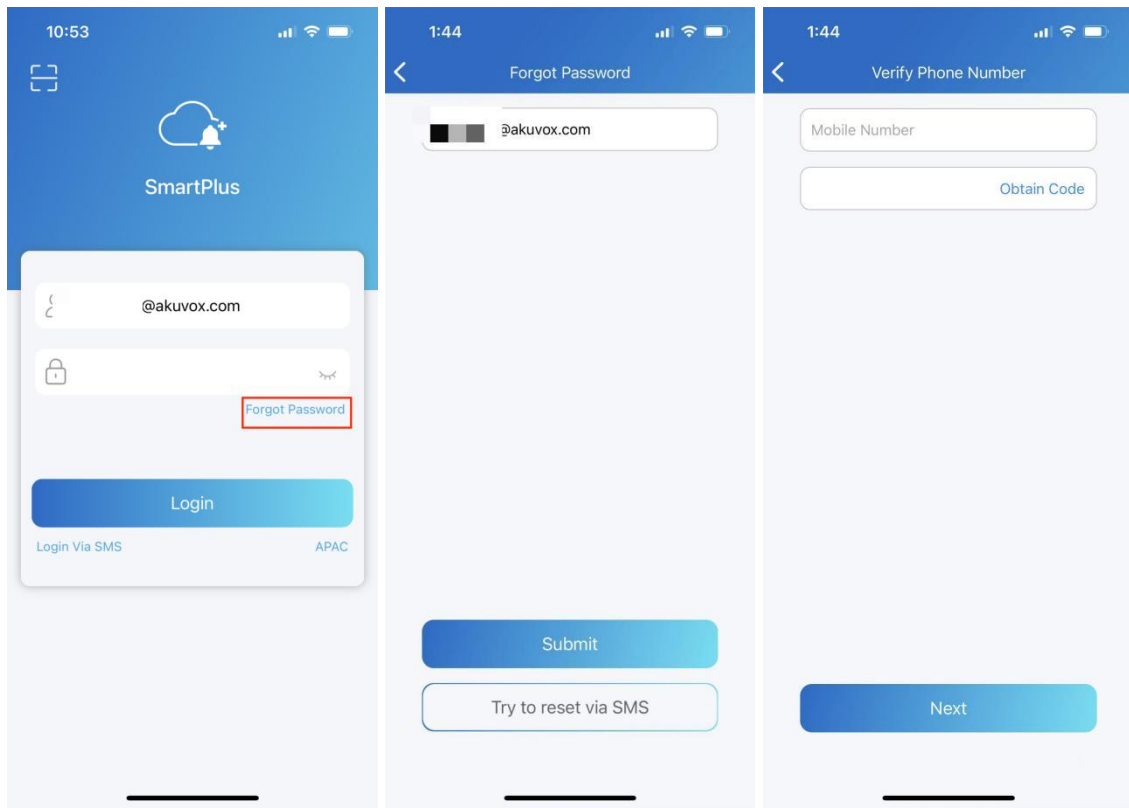 10:53
SmartPlus
@akuvox.com
Forgot Password
Login
Login Via SMS
APAC
1:44
Forgot Password
@akuvox.com
Submit
Try to reset via SMS
1:44
Verify Phone Number
Mobile Number
Obtain Code
Next